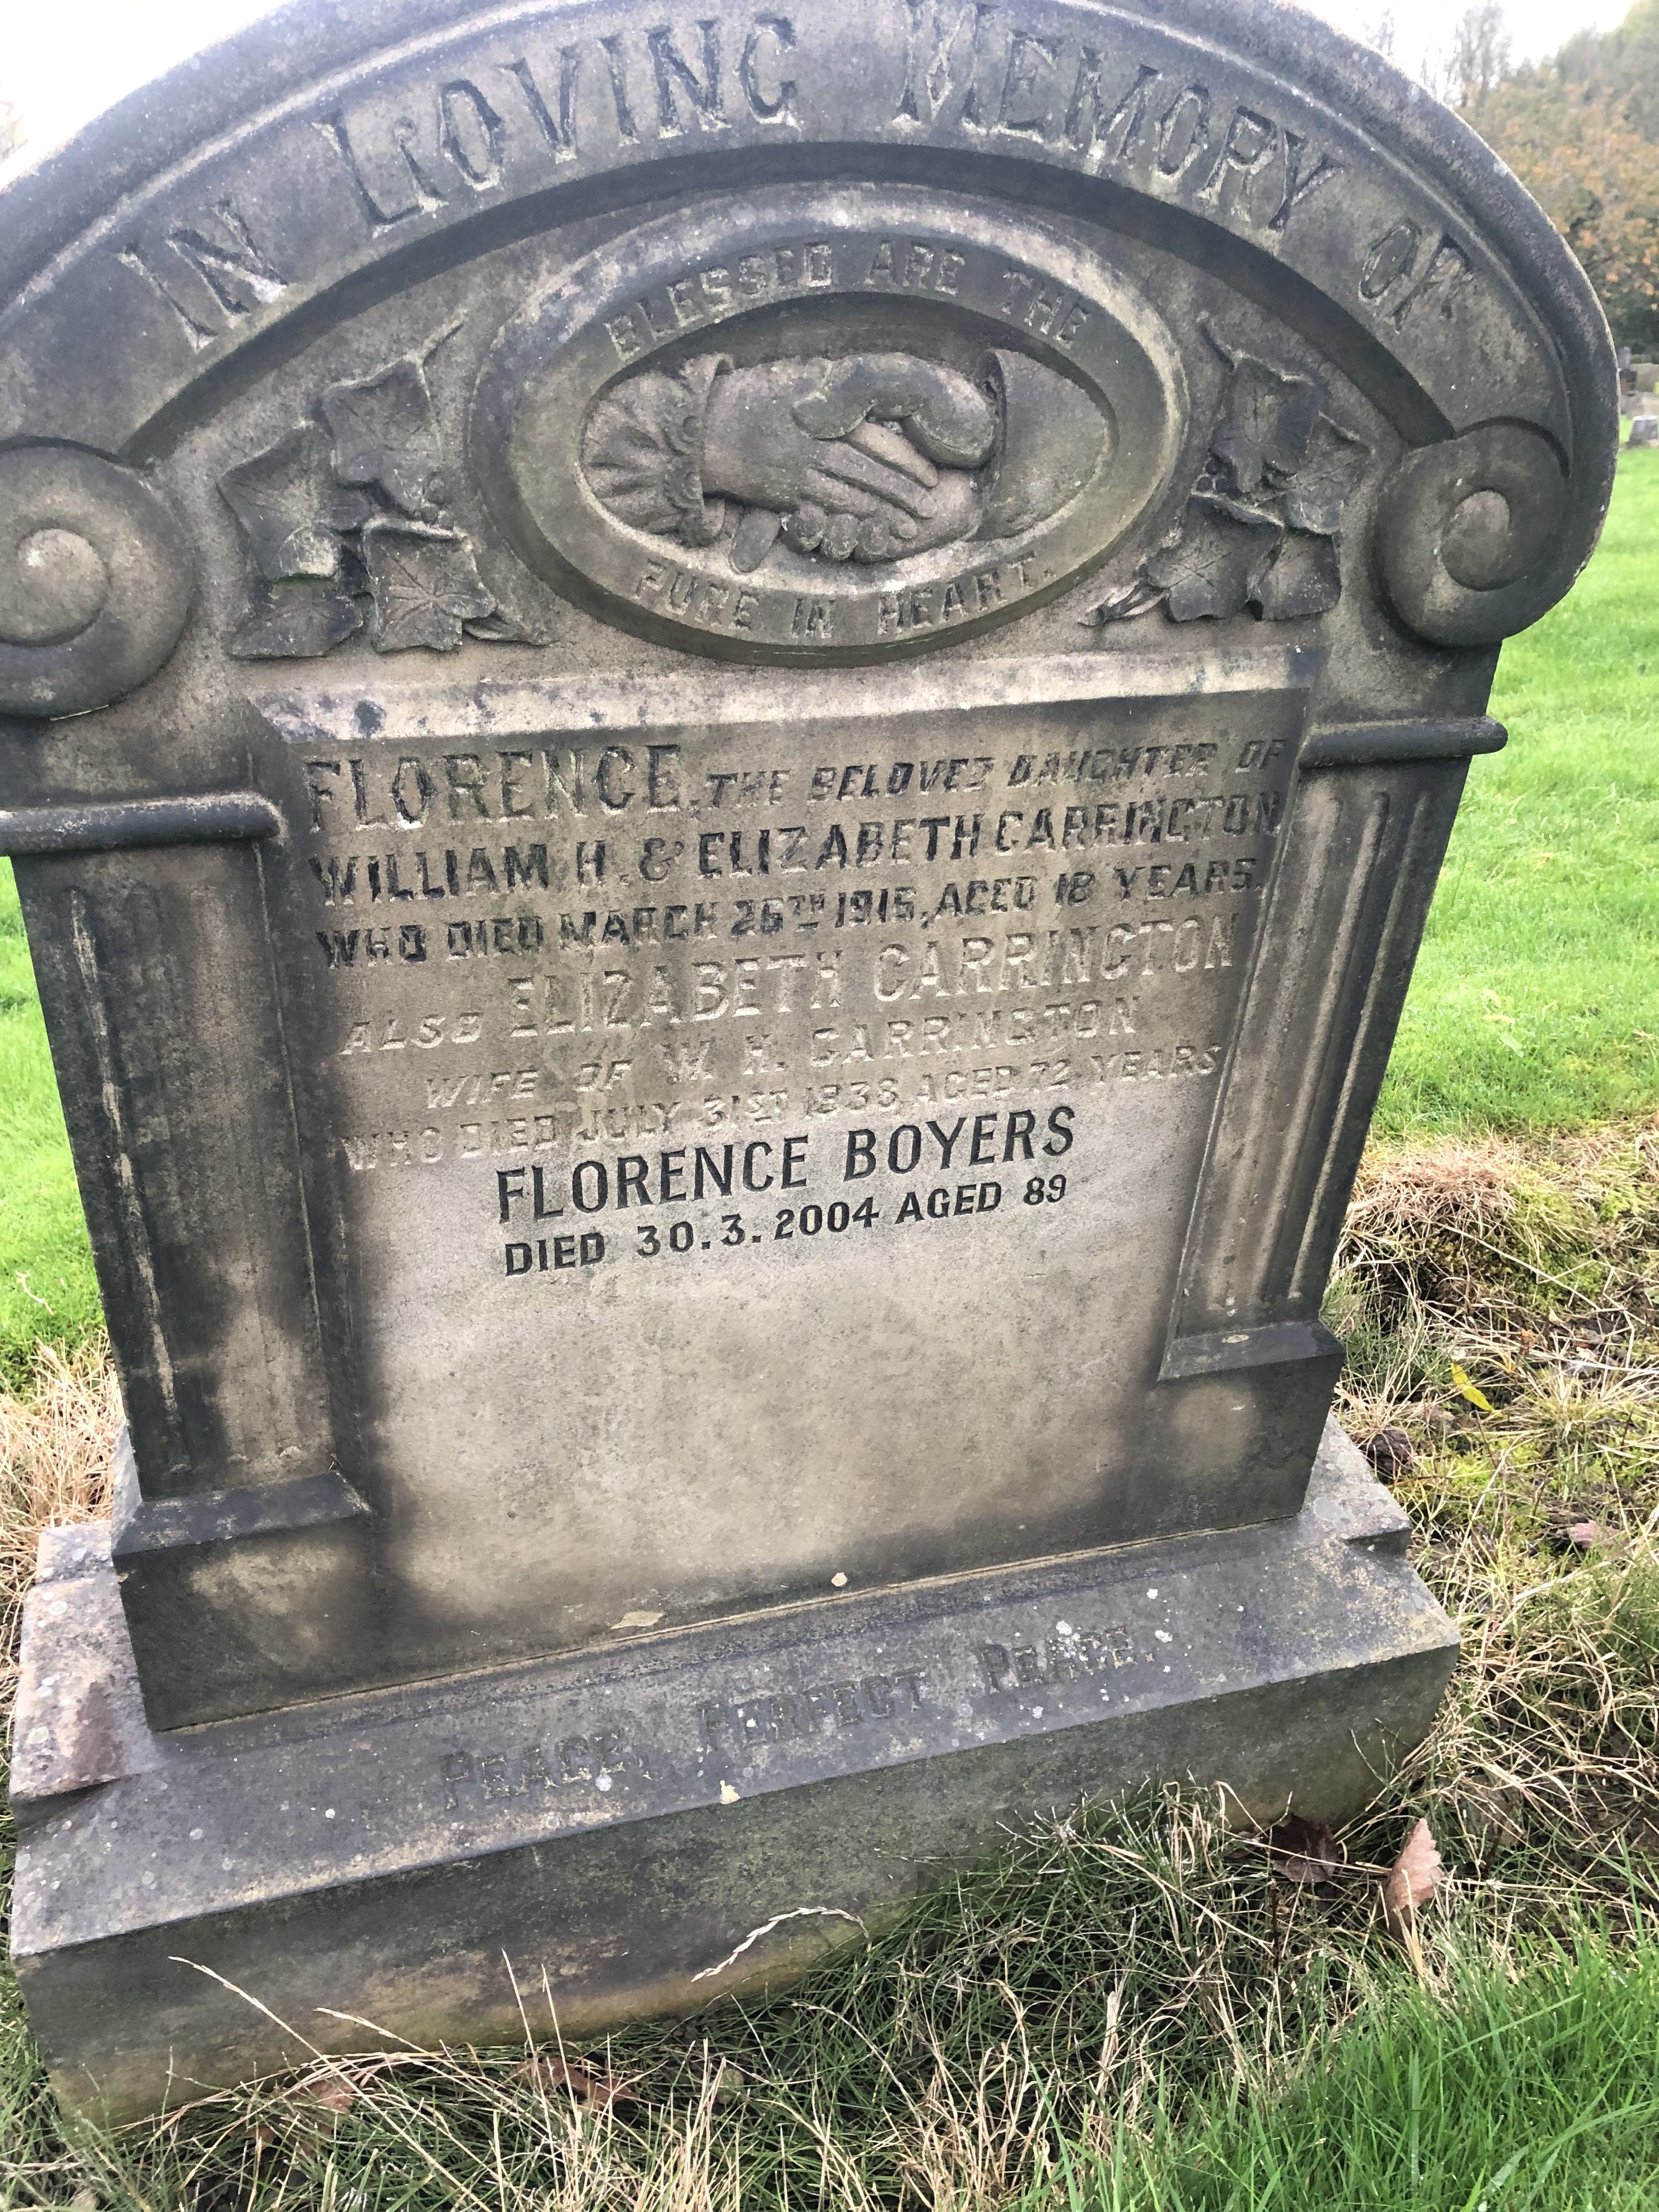 IN LOVING MEMORY OF
BLESSED ARE THE
PURE IN HEART.
FLORENCE, THE BELOVED DAUGHTER OF
WILLIAM H. & ELIZABETH CARRINGTON
WHO DIED MARCH 26TH 1915, AGED 18 YEARS.
ALSO ELIZABETH CARRINGTON
WIFE OF W. H. CARRINGTON
WHO DIED JULY 31ST 1938 AGED 72 YEARS
FLORENCE BOYERS
DIED 30.3.2004 AGED 89
PEACE, PERFECT PEACE.